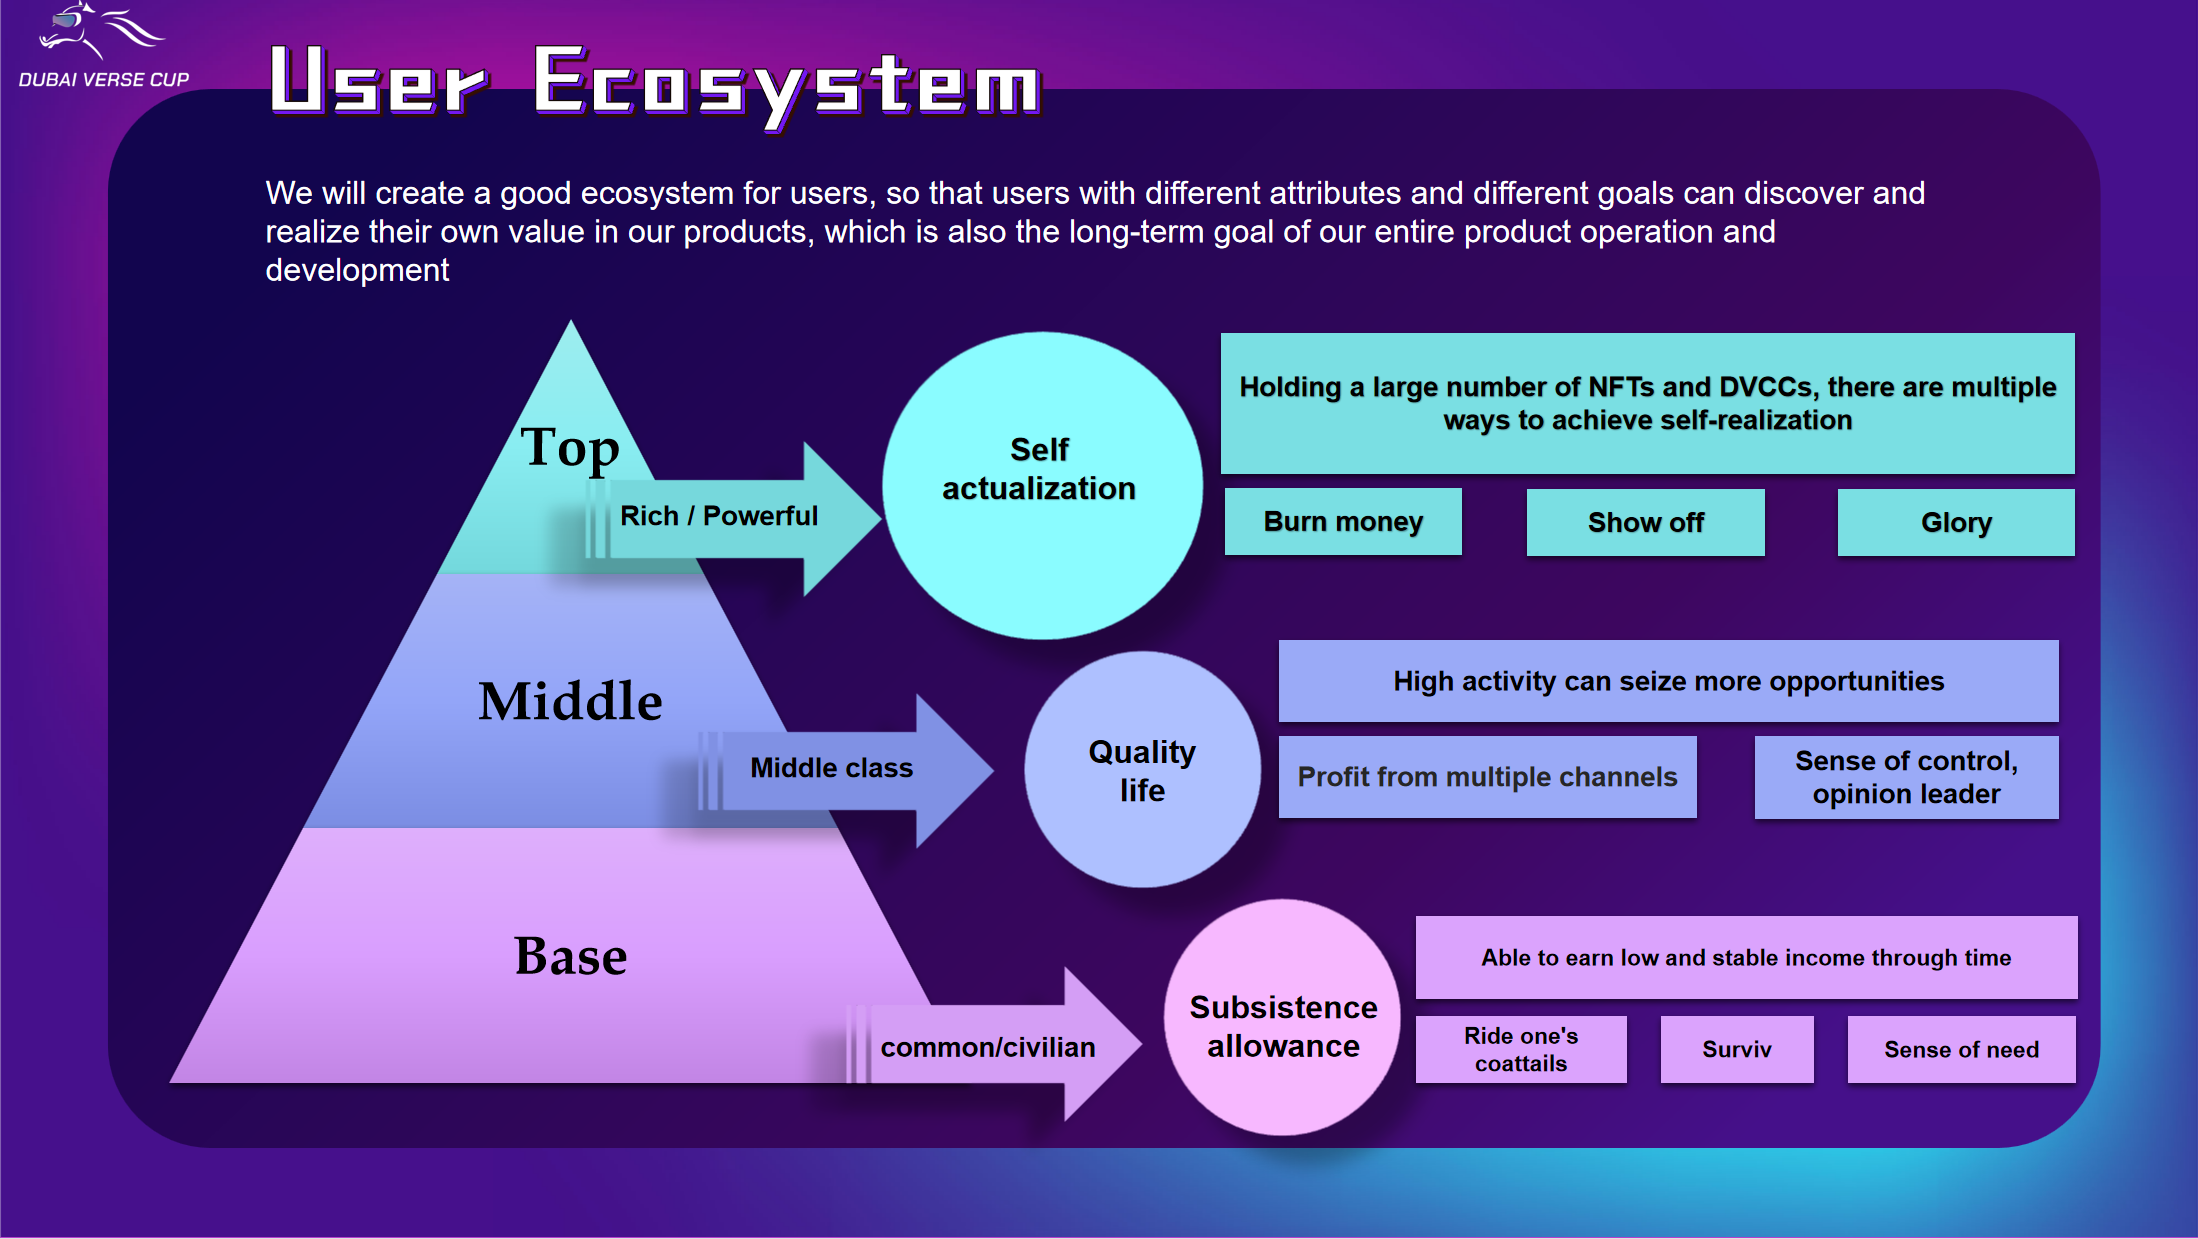 DUBAI VERSE CUP
User Ecosystem
We will create a good ecosystem for users, so that users with different attributes and different goals can discover and
realize their own value in our products, which is also the long-term goal of our entire product operation and
development
Top
Rich / Powerful
Self
actualization
Holding a large number of NFTs and DVCCs, there are multiple
ways to achieve self-realization
Burn money
Show off
Glory
Middle
Middle class
Quality
life
High activity can seize more opportunities
Profit from multiple channels
Sense of control,
opinion leader
Base
common/civilian
Subsistence
allowance
Able to earn low and stable income through time
Ride one's
coattails
Surviv
Sense of need